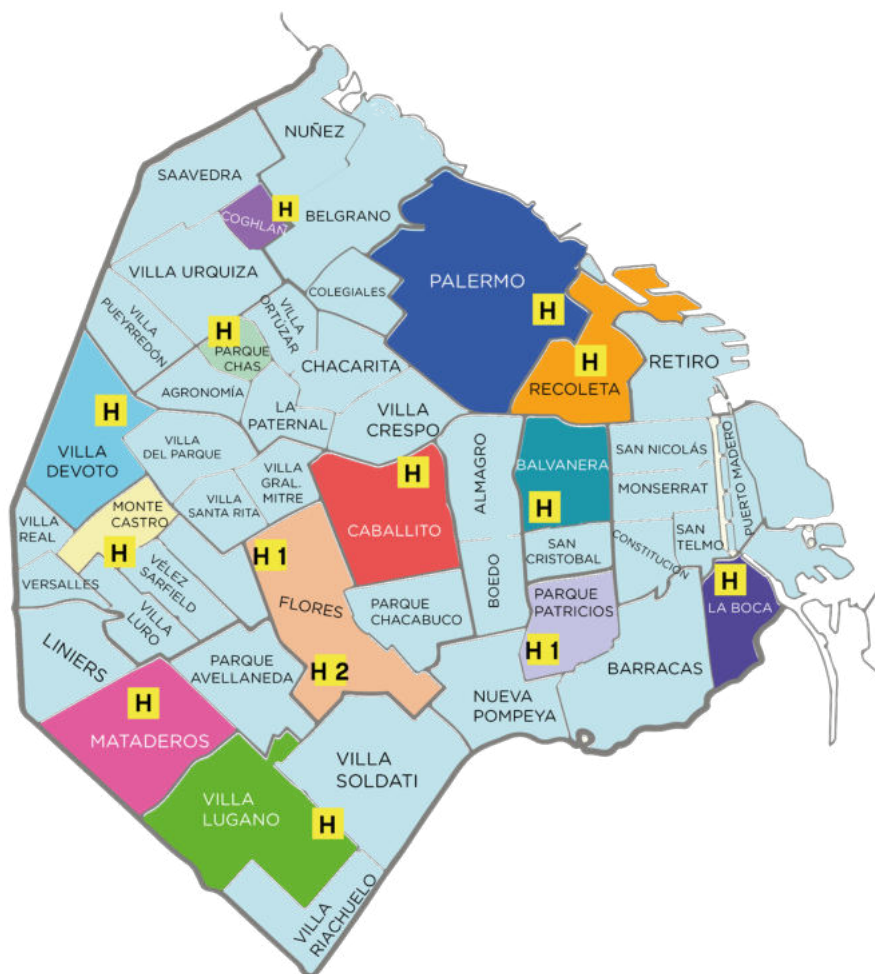 NUÑEZ
SAAVEDRA
H
COGHLAN
BELGRANO
VILLA URQUIZA
COLEGIALES
PALERMO
H
VILLA
PUEYRREDÓN
H
PARQUE
CHAS
VILLA
ORTÚZAR
CHACARITA
H
RECOLETA
RETIRO
AGRONOMÍA
LA
PATERNAL
VILLA
CRESPO
H
VILLA
DEVOTO
VILLA
DEL PARQUE
VILLA
GRAL.
MITRE
VILLA
SANTA RITA
H
CABALLITO
ALMAGRO
BALVANERA
H
SAN NICOLÁS
MONSERRAT
PUERTO MADERO
MONTE
CASTRO
H
VILLA
REAL
VERSALLES
VÉLEZ
SARFIELD
VILLA
LURO
H 1
FLORES
H 2
PARQUE
CHACABUCO
BOEDO
SAN
CRISTOBAL
CONSTITUCIÓN
SAN
TELMO
H
LA BOCA
PARQUE
PATRICIOS
H 1
BARRACAS
NUEVA
POMPEYA
LINIERS
PARQUE
AVELLANEDA
H
MATADEROS
VILLA
LUGANO
H
VILLA
SOLDATI
VILLA
RIACHUELO